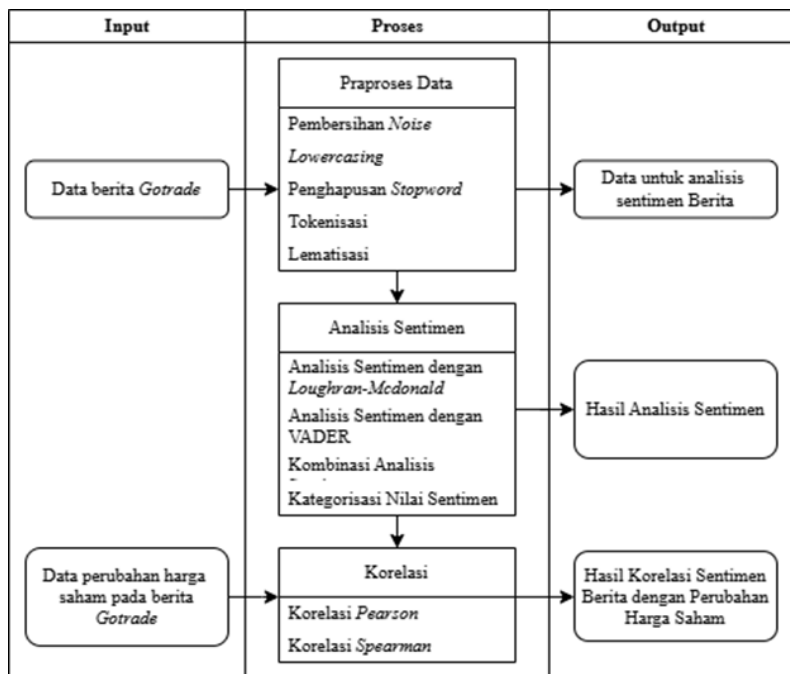 Input
Proses
Output
Praproses Data
Pembersihan Noise
Lowercasing
Penghapusan Stopword
Tokenisasi
Lematisasi
Data berita Gotrade
Data untuk analisis
sentimen Berita
Analisis Sentimen
Analisis Sentimen dengan
Loughran-Mcdonald
Analisis Sentimen dengan
VADER
Kombinasi Analisis
Kategorisasi Nilai Sentimen
Hasil Analisis Sentimen
Data perubahan harga
saham pada berita
Gotrade
Korelasi
Korelasi Pearson
Korelasi Spearman
Hasil Korelasi Sentimen
Berita dengan Perubahan
Harga Saham